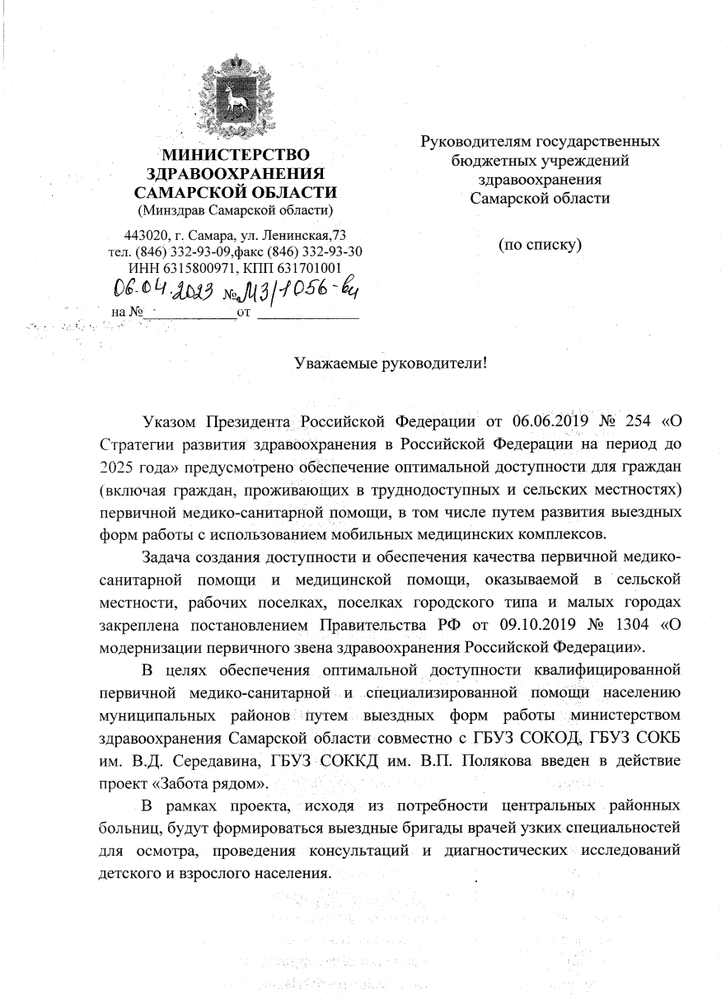 МИНИСТЕРСТВО
ЗДРАВООХРАНЕНИЯ
САМАРСКОЙ ОБЛАСТИ
(Минздрав Самарской области)
443020, г. Самара, ул. Ленинская,73
тел. (846) 332-93-09,факс (846) 332-93-30
ИНН 6315800971, КПП 631701001
06.04.2023 № МЗ/1056-вч
на №______________от ________________
Руководителям государственных
бюджетных учреждений
здравоохранения
Самарской области
(по списку)
Уважаемые руководители!
Указом Президента Российской Федерации от 06.06.2019 № 254 «О
Стратегии развития здравоохранения в Российской Федерации на период до
2025 года» предусмотрено обеспечение оптимальной доступности для граждан
(включая граждан, проживающих в труднодоступных и сельских местностях)
первичной медико-санитарной помощи, в том числе путем развития выездных
форм работы с использованием мобильных медицинских комплексов.
Задача создания доступности и обеспечения качества первичной медико-
санитарной помощи и медицинской помощи, оказываемой в сельской
местности, рабочих поселках, поселках городского типа и малых городах
закреплена постановлением Правительства РФ от 09.10.2019 № 1304 «О
модернизации первичного звена здравоохранения Российской Федерации».
В целях обеспечения оптимальной доступности квалифицированной
первичной медико-санитарной и специализированной помощи населению
муниципальных районов путем выездных форм работы министерством
здравоохранения Самарской области совместно с ГБУЗ СОКОД, ГБУЗ СОКБ
им. В.Д. Середавина, ГБУЗ СОККД им. В.П. Полякова введен в действие
проект «Забота рядом».
В рамках проекта, исходя из потребности центральных районных
больниц, будут формироваться выездные бригады врачей узких специальностей
для осмотра, проведения консультаций и диагностических исследований
детского и взрослого населения.